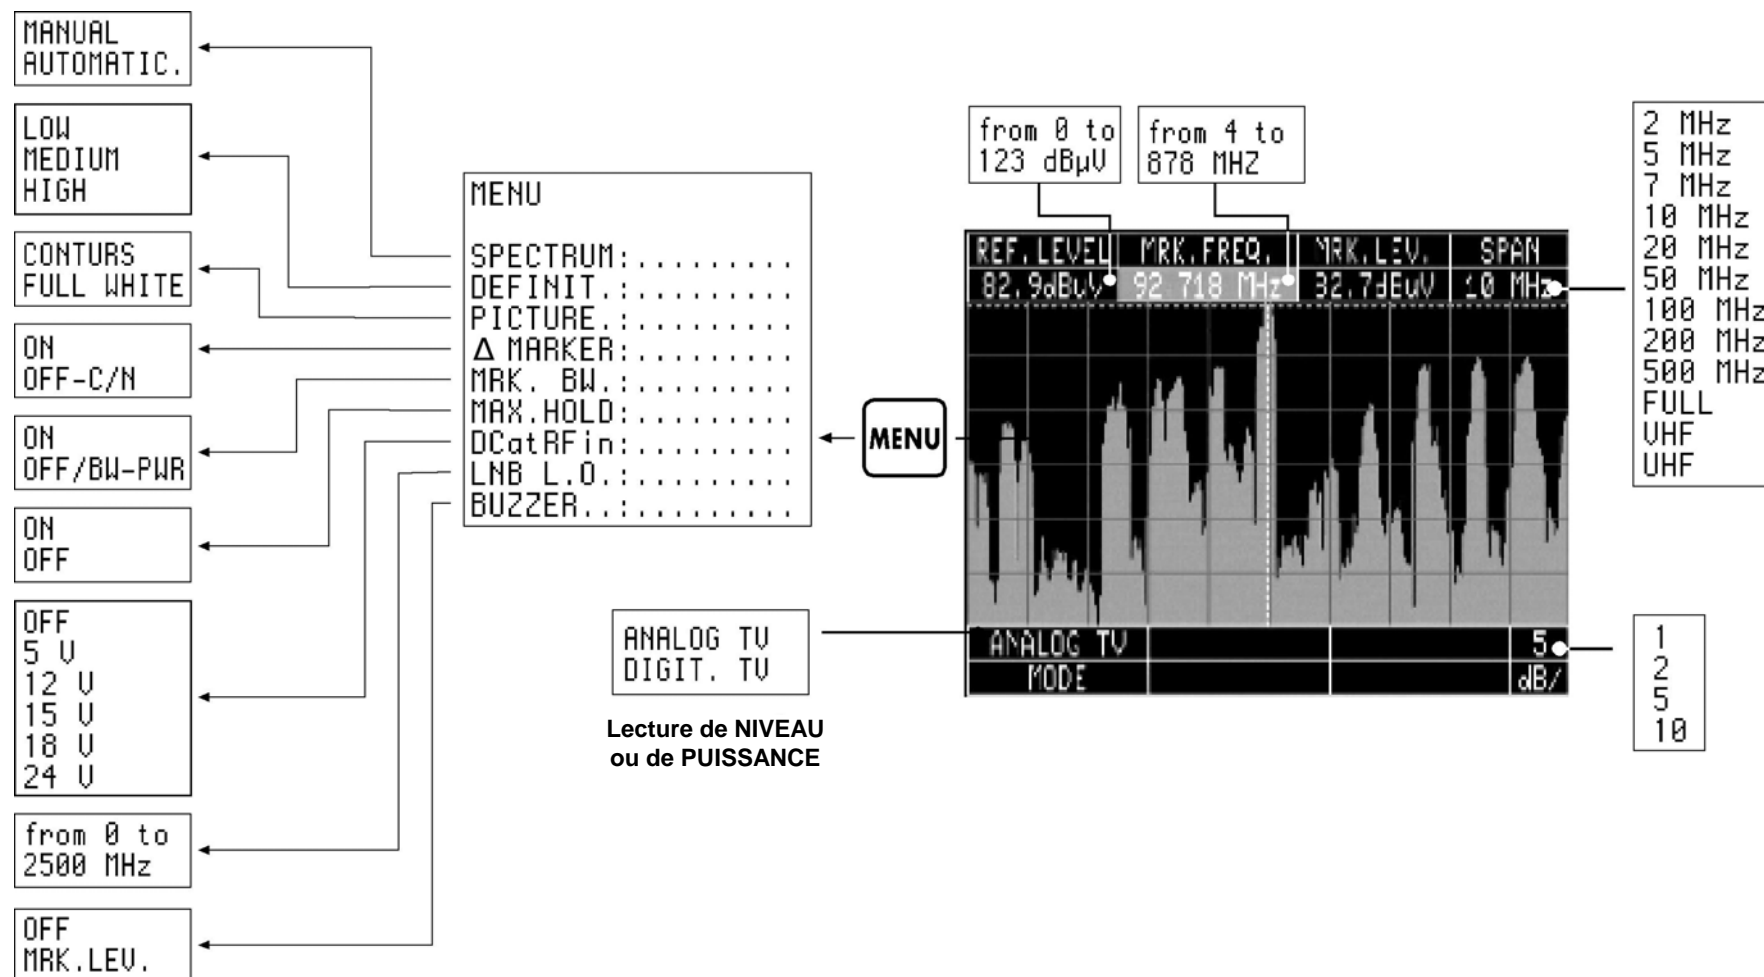 MANUAL
AUTOMATIC.
LOW
MEDIUM
HIGH
CONTURS
FULL WHITE
ON
OFF-C/N
ON
OFF/BW-PWR
ON
OFF
OFF
5 V
12 V
15 V
18 V
24 V
from 0 to
2500 MHz
OFF
MRK.LEV.
MENU
SPECTRUM:.........
DEFINIT.:.........
PICTURE.:.........
Δ MARKER:.........
MRK. BW.:.........
MAX.HOLD:.........
DCatRFin:.........
LNB L.O.:.........
BUZZER..:.........
MENU
ANALOG TV
DIGIT. TV
Lecture de NIVEAU
ou de PUISSANCE
from 0 to
123 dBµV
from 4 to
878 MHZ
REF.LEVEL MRK.FREQ. MRK.LEV. SPAN
82.9dBuV 92.718 MHz 32.7dBuV 10 MHz
ANALOG TV 5
MODE dB/
2 MHz
5 MHz
7 MHz
10 MHz
20 MHz
50 MHz
100 MHz
200 MHz
500 MHz
FULL
VHF
UHF
1
2
5
10